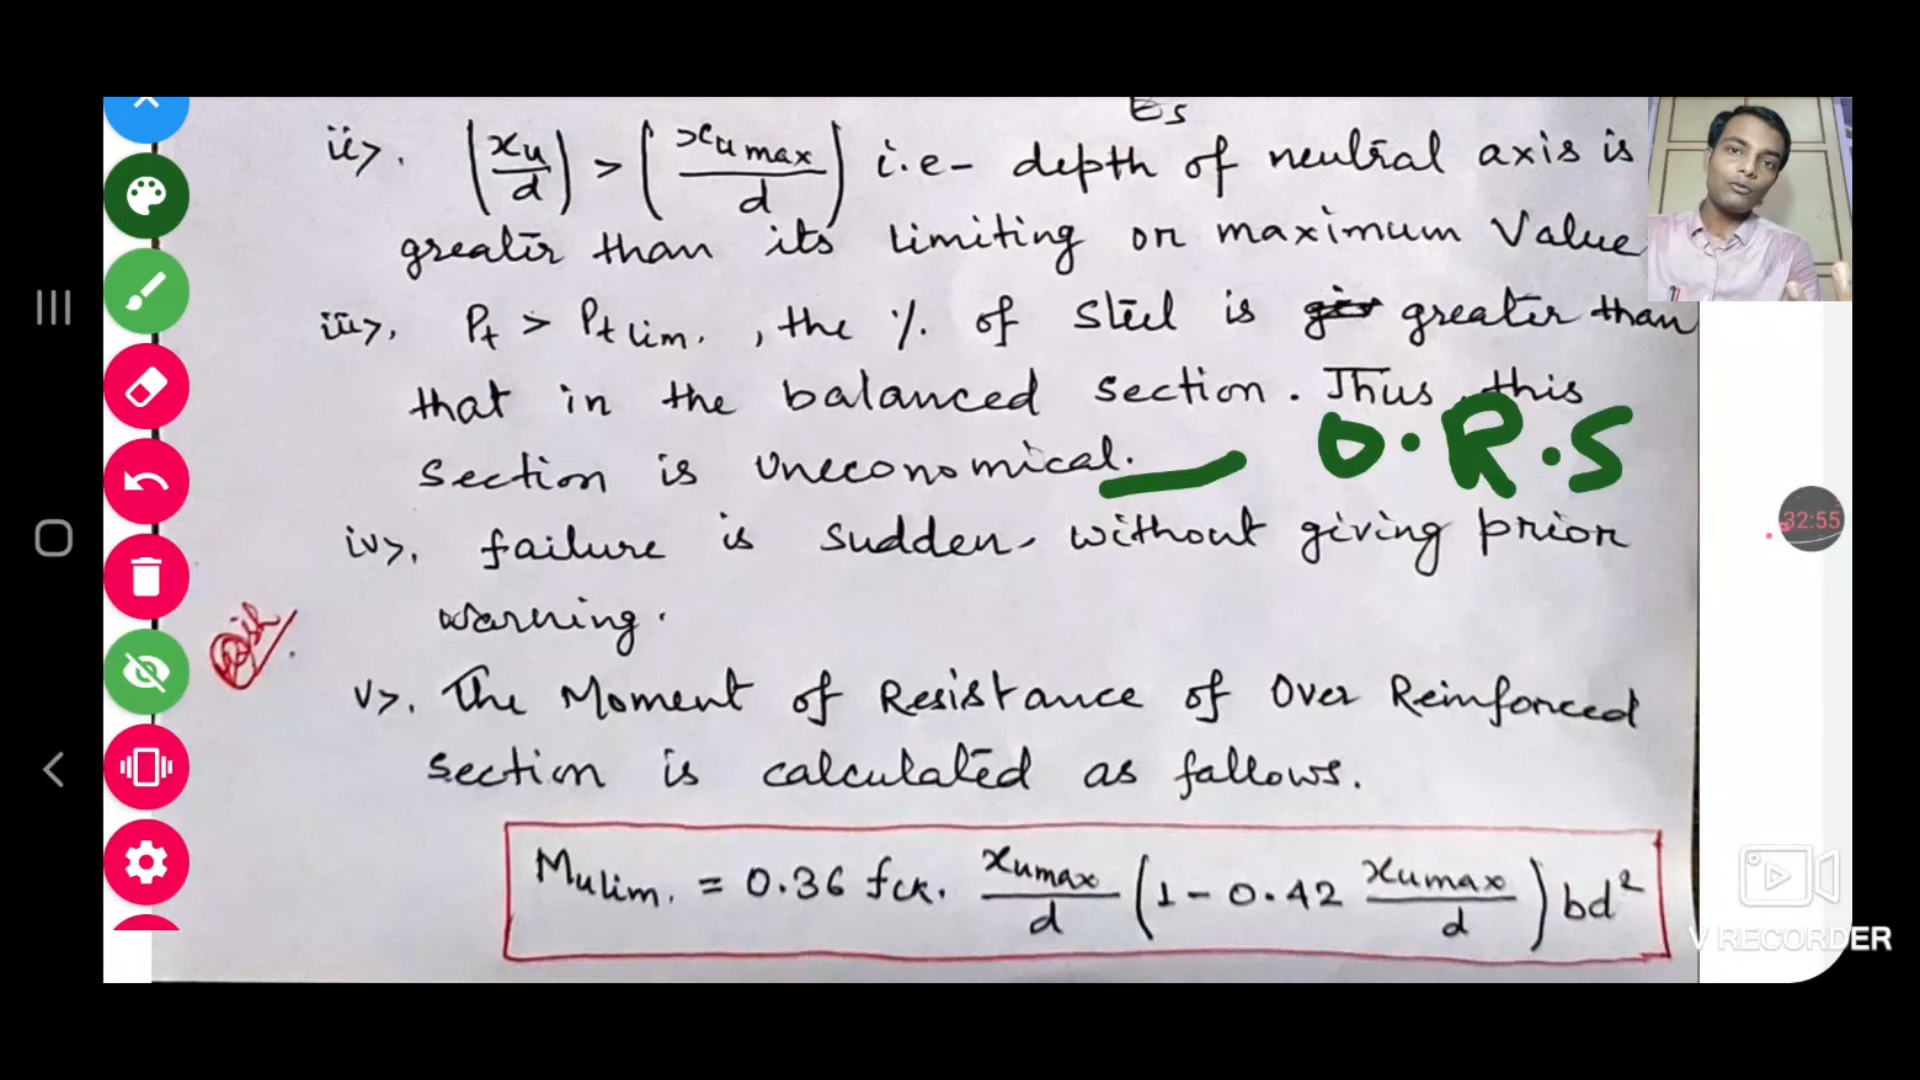 Es
ii>. (xu/d) > (xu max/d) i.e- depth of neutral axis is
greater than its limiting or maximum Value
iii>. Pt > Pt lim. , the %. of steel is greater than
that in the balanced section. Thus, this
section is uneconomical.
O.R.S
iv>. failure is sudden, without giving prior
warning.
v>. The Moment of Resistance of Over Reinforced
section is calculated as fallows.
Mulim. = 0.36 fck. xumax/d (1 - 0.42 xumax/d) bd²
32:55
V RECORDER